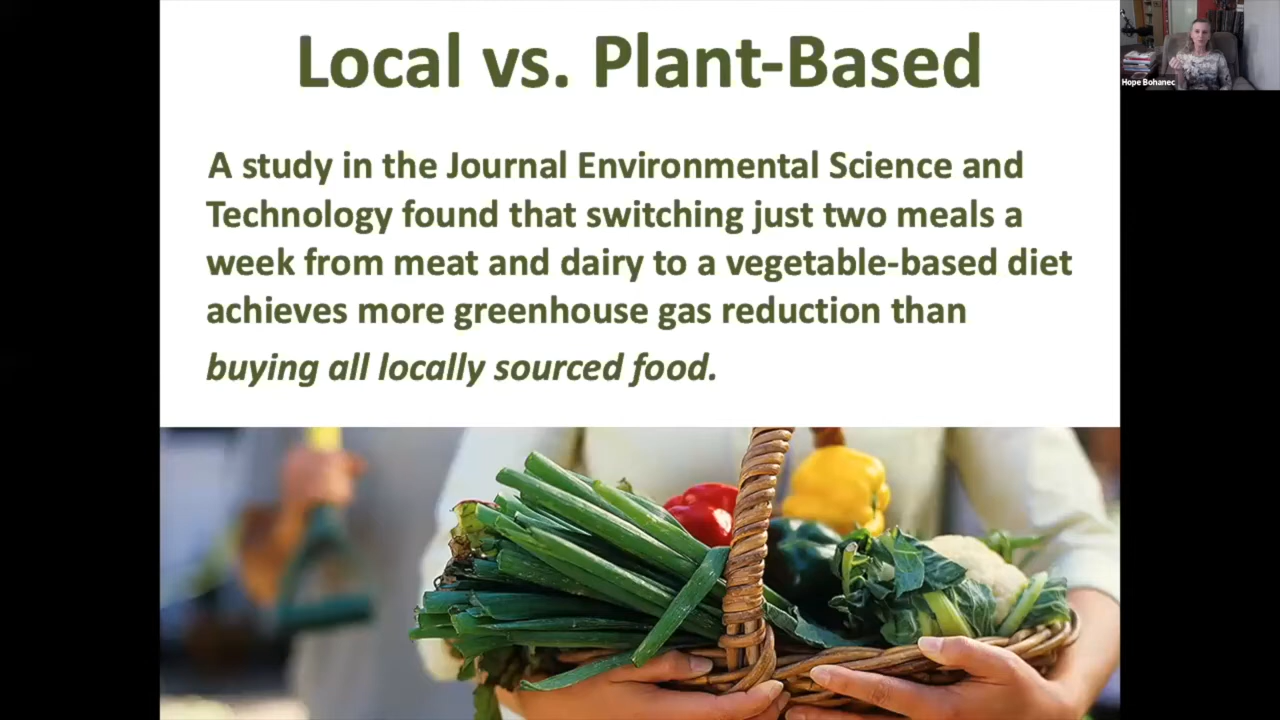 Local vs. Plant-Based
Hope Bohanec
A study in the Journal Environmental Science and
Technology found that switching just two meals a
week from meat and dairy to a vegetable-based diet
achieves more greenhouse gas reduction than
buying all locally sourced food.